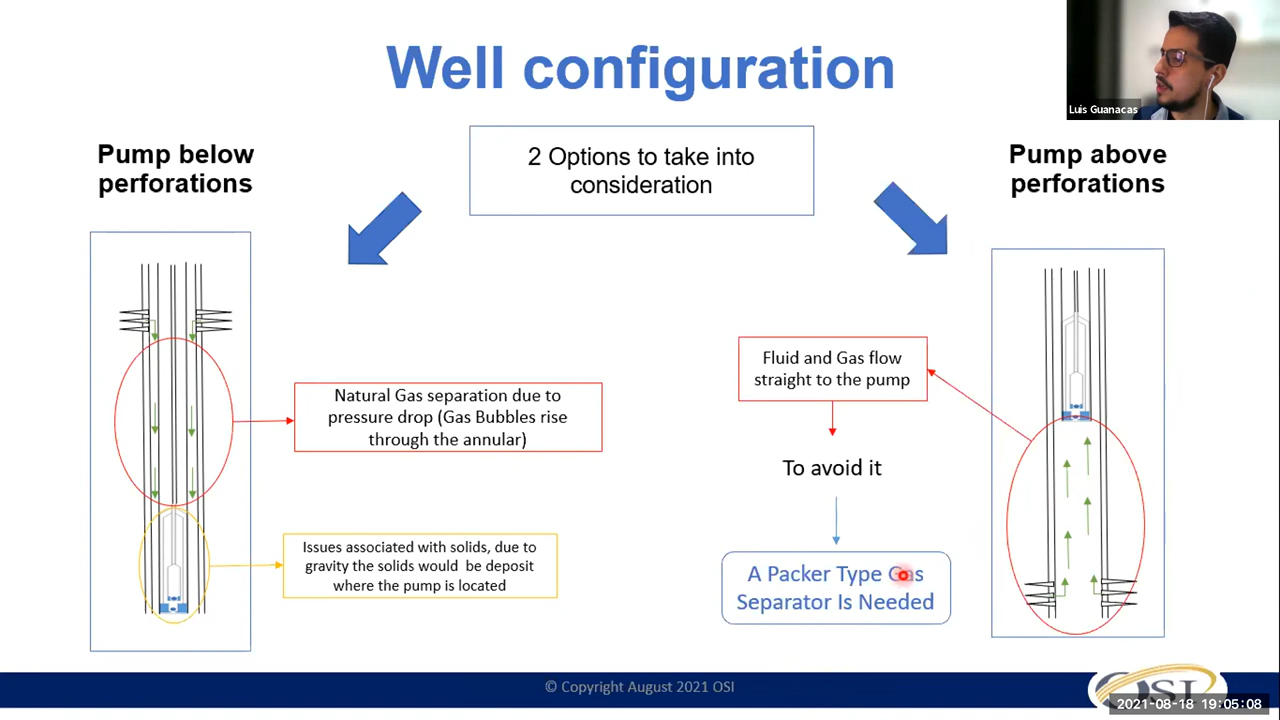 Well configuration
Luis Guanacas
Pump below
perforations
2 Options to take into
consideration
Pump above
perforations
Natural Gas separation due to
pressure drop (Gas Bubbles rise
through the annular)
Issues associated with solids, due to
gravity the solids would be deposit
where the pump is located
Fluid and Gas flow
straight to the pump
To avoid it
A Packer Type Gas
Separator Is Needed
© Copyright August 2021 OSI
OSI
2021-08-18 19:05:08